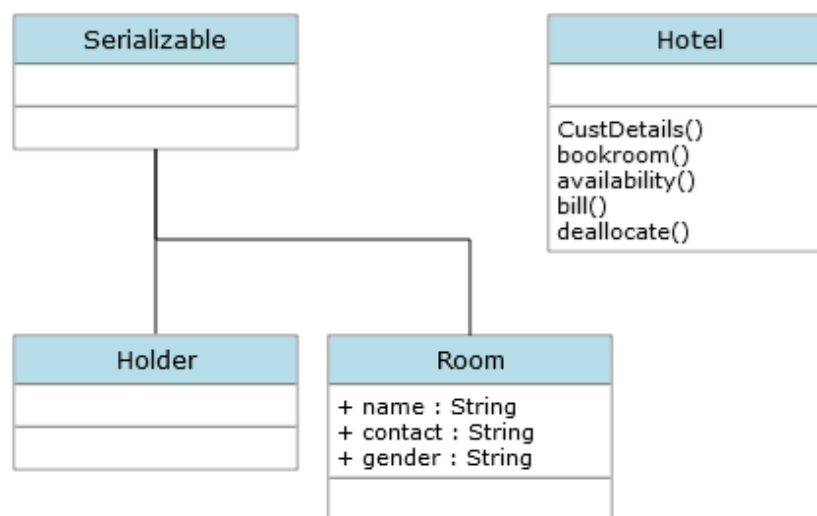 Serializable
Hotel
CustDetails()
bookroom()
availability()
bill()
deallocate()
Holder
Room
+ name : String
+ contact : String
+ gender : String